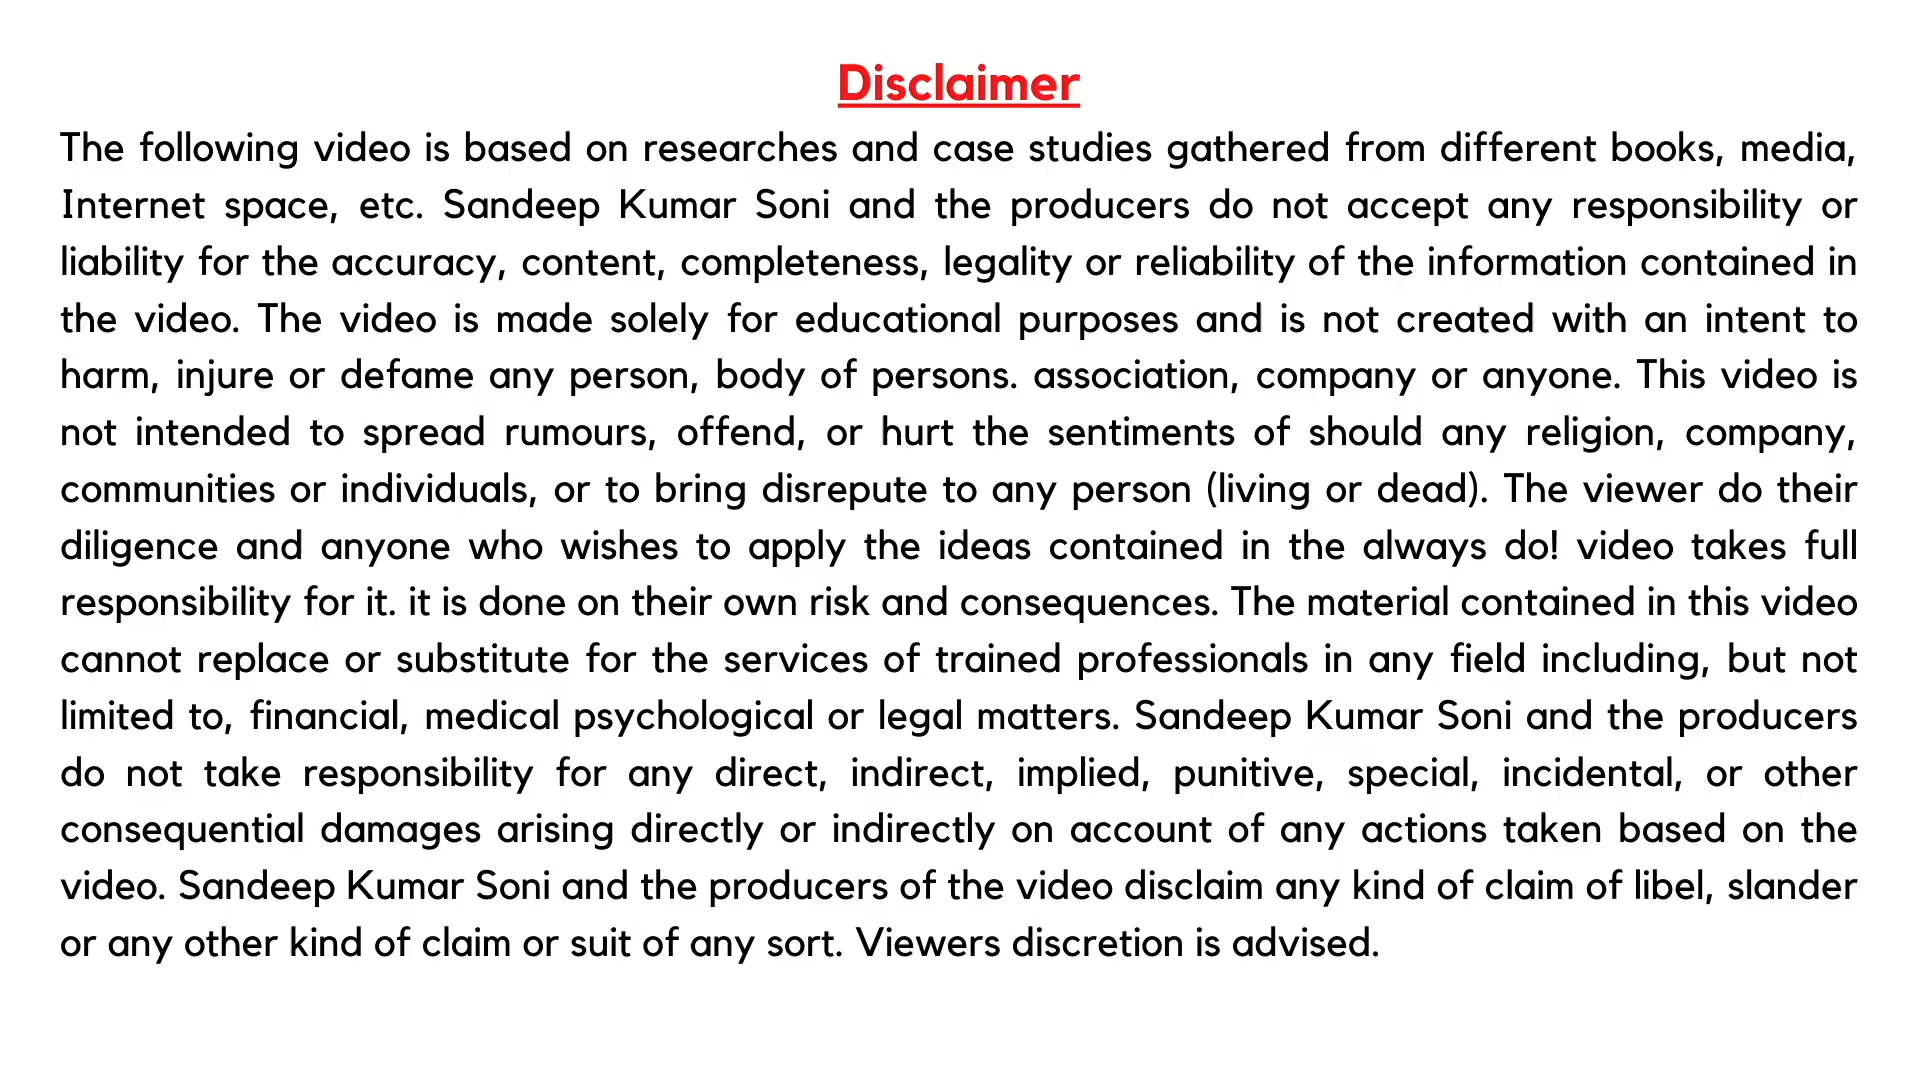 Disclaimer
The following video is based on researches and case studies gathered from different books, media,
Internet space, etc. Sandeep Kumar Soni and the producers do not accept any responsibility or
liability for the accuracy, content, completeness, legality or reliability of the information contained in
the video. The video is made solely for educational purposes and is not created with an intent to
harm, injure or defame any person, body of persons. association, company or anyone. This video is
not intended to spread rumours, offend, or hurt the sentiments of should any religion, company,
communities or individuals, or to bring disrepute to any person (living or dead). The viewer do their
diligence and anyone who wishes to apply the ideas contained in the always do! video takes full
responsibility for it. it is done on their own risk and consequences. The material contained in this video
cannot replace or substitute for the services of trained professionals in any field including, but not
limited to, financial, medical psychological or legal matters. Sandeep Kumar Soni and the producers
do not take responsibility for any direct, indirect, implied, punitive, special, incidental, or other
consequential damages arising directly or indirectly on account of any actions taken based on the
video. Sandeep Kumar Soni and the producers of the video disclaim any kind of claim of libel, slander
or any other kind of claim or suit of any sort. Viewers discretion is advised.